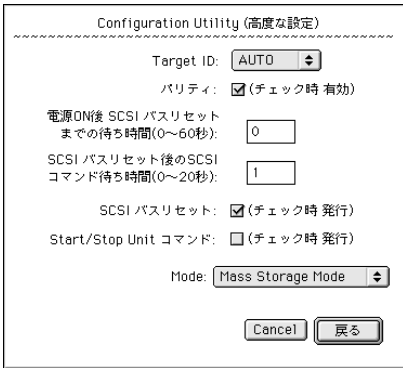 Configuration Utility (高度な設定)
Target ID: AUTO
パリティ: (チェック時 有効)
電源ON後 SCSI バスリセット
までの待ち時間(0〜60秒): 0
SCSI バスリセット後のSCSI
コマンド待ち時間(0〜20秒): 1
SCSI バスリセット: (チェック時 発行)
Start/Stop Unit コマンド: (チェック時 発行)
Mode: Mass Storage Mode
Cancel 戻る